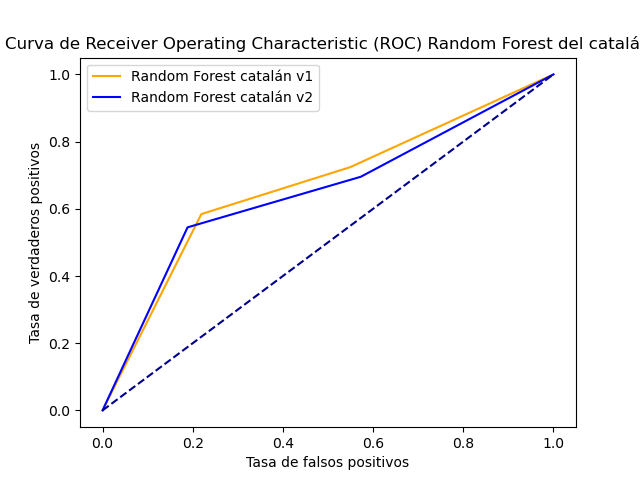 Curva de Receiver Operating Characteristic (ROC) Random Forest del catalá
Random Forest catalán v1
Random Forest catalán v2
Tasa de verdaderos positivos
1.0
0.8
0.6
0.4
0.2
0.0
0.0 0.2 0.4 0.6 0.8 1.0
Tasa de falsos positivos